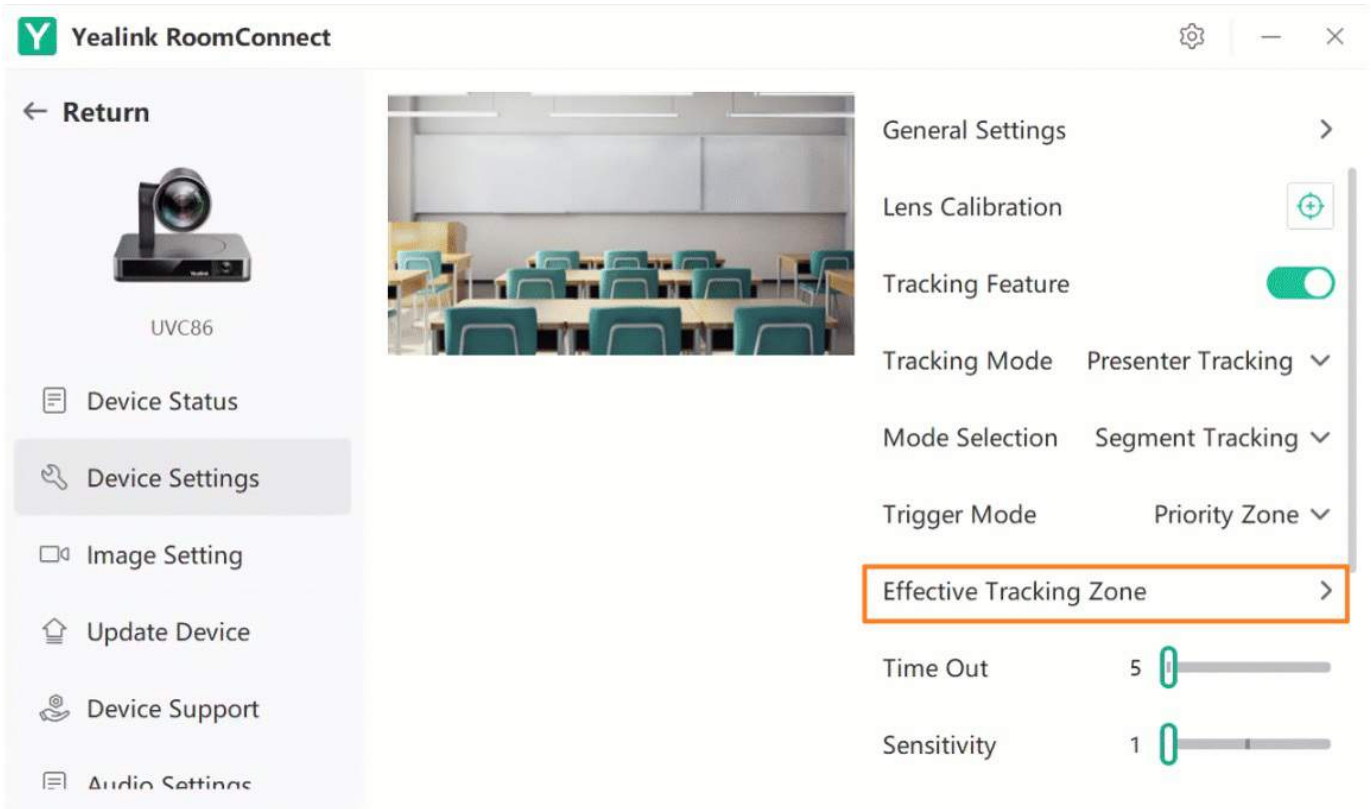 Yealink RoomConnect
Return
UVC86
Device Status
Device Settings
Image Setting
Update Device
Device Support
Audio Settings
General Settings
Lens Calibration
Tracking Feature
Tracking Mode Presenter Tracking
Mode Selection Segment Tracking
Trigger Mode Priority Zone
Effective Tracking Zone
Time Out 5
Sensitivity 1